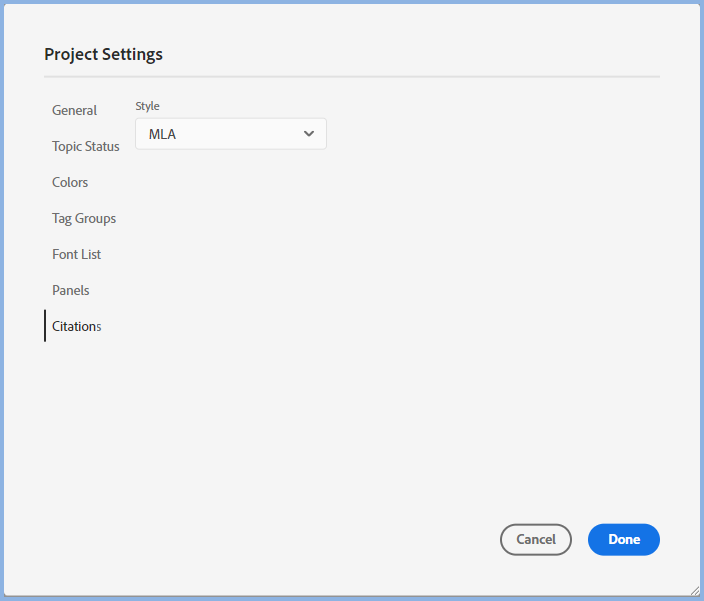 Project Settings
General
Topic Status
Colors
Tag Groups
Font List
Panels
Citations
Style
MLA
Cancel
Done